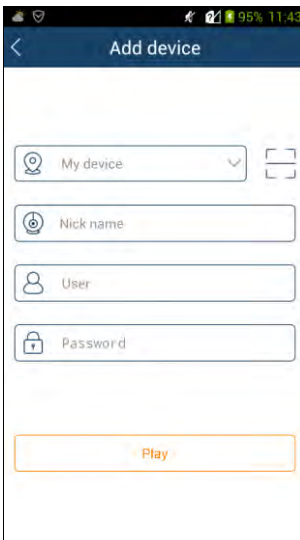 95% 11:43
Add device
My device
Nick name
User
Password
Play